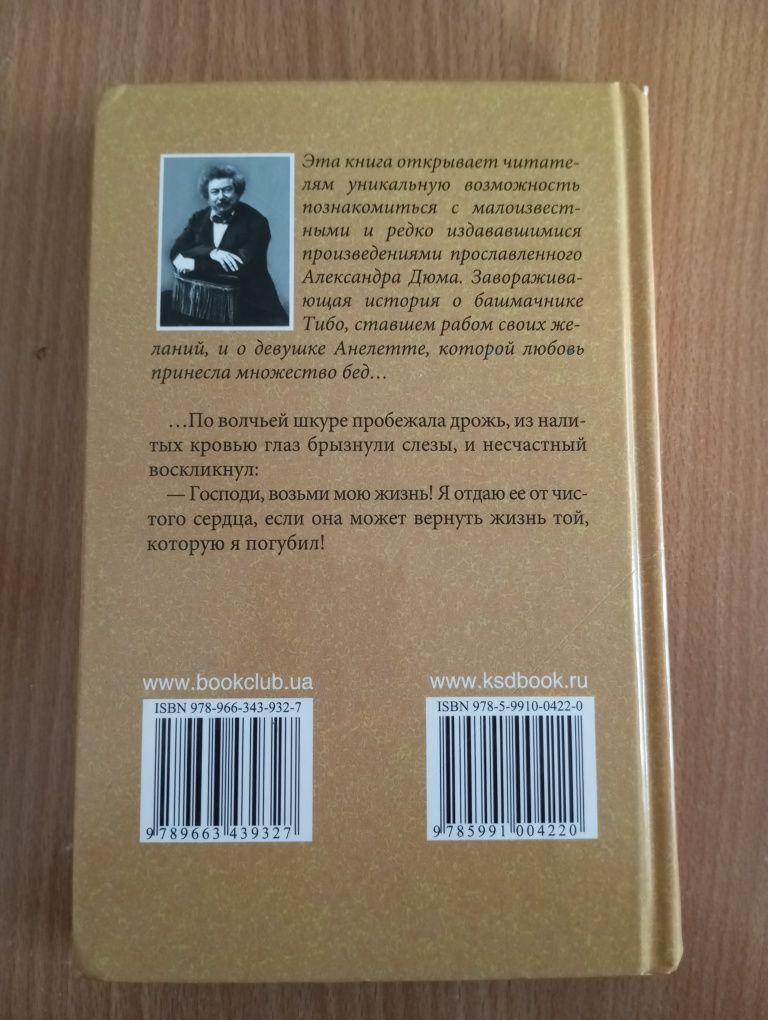 Эта книга открывает читате-
лям уникальную возможность
познакомиться с малоизвест-
ными и редко издававшимися
произведениями прославленного
Александра Дюма. Заворажива-
ющая история о башмачнике
Тибо, ставшем рабом своих же-
ланий, и о девушке Анелетте, которой любовь
принесла множество бед…
…По волчьей шкуре пробежала дрожь, из нали-
тых кровью глаз брызнули слезы, и несчастный
воскликнул:
— Господи, возьми мою жизнь! Я отдаю ее от чис-
того сердца, если она может вернуть жизнь той,
которую я погубил!
www.bookclub.ua
ISBN 978-966-343-932-7
9 789663 439327
www.ksdbook.ru
ISBN 978-5-9910-0422-0
9 785991 004220